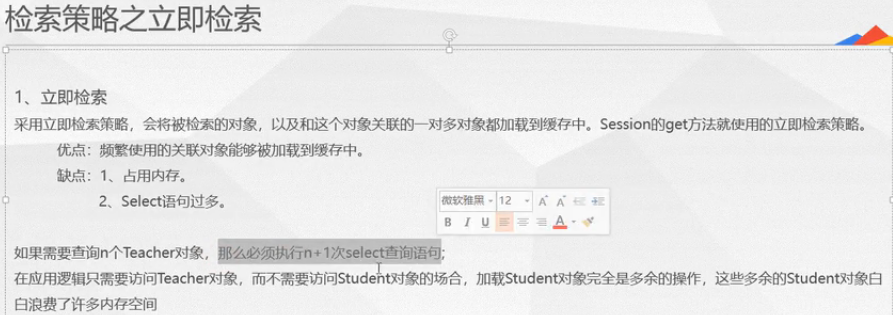 检索策略之立即检索
1、立即检索
采用立即检索策略，会将被检索的对象，以及和这个对象关联的一对多对象都加载到缓存中。Session的get方法就使用的立即检索策略。
优点：频繁使用的关联对象能够被加载到缓存中。
缺点：1、占用内存。
2、Select语句过多。
微软雅黑 12 A A
B I U A
如果需要查询n个Teacher对象，那么必须执行n+1次select查询语句;
在应用逻辑只需要访问Teacher对象，而不需要访问Student对象的场合，加载Student对象完全是多余的操作，这些多余的Student对象白
白浪费了许多内存空间